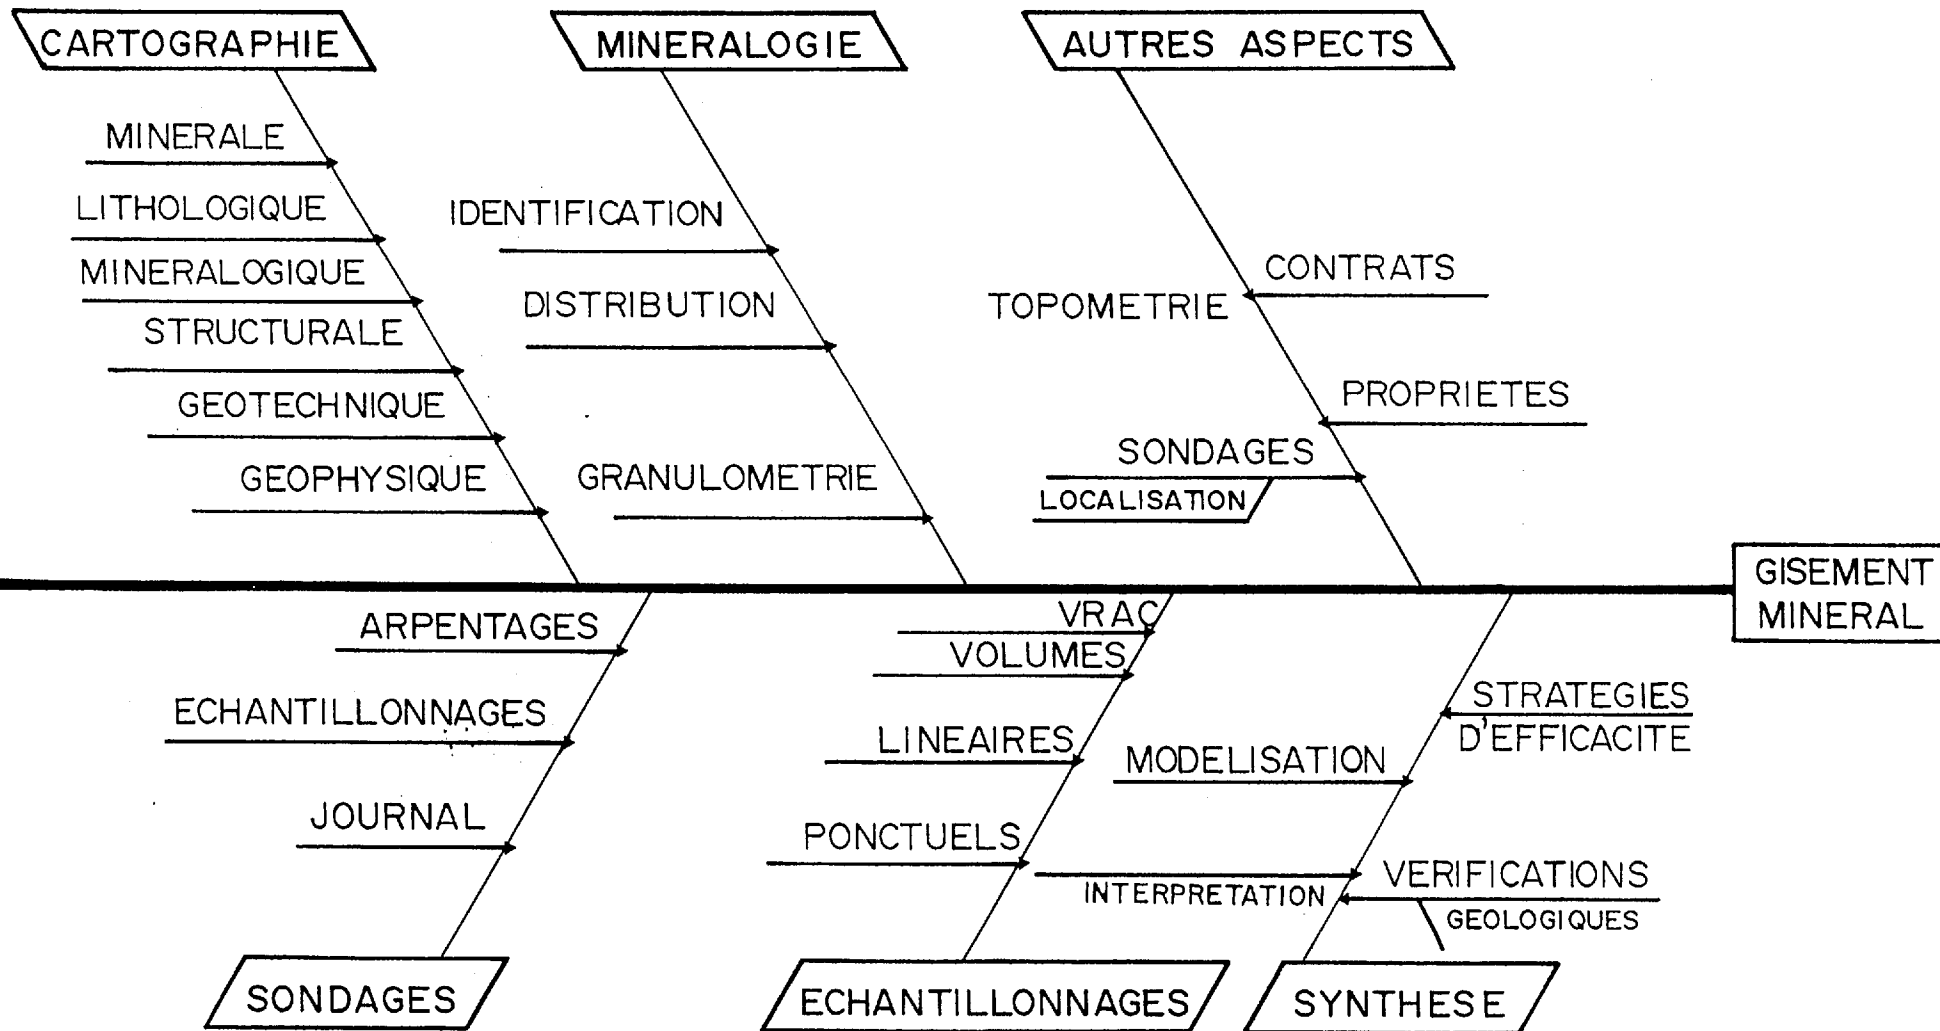 CARTOGRAPHIE
MINERALOGIE
AUTRES ASPECTS
MINERALE
LITHOLOGIQUE
MINERALOGIQUE
STRUCTURALE
GEOTECHNIQUE
GEOPHYSIQUE
IDENTIFICATION
DISTRIBUTION
GRANULOMETRIE
CONTRATS
TOPOMETRIE
PROPRIETES
SONDAGES
LOCALISATION
GISEMENT
MINERAL
ARPENTAGES
ECHANTILLONNAGES
JOURNAL
SONDAGES
VRAC
VOLUMES
LINEAIRES
PONCTUELS
ECHANTILLONNAGES
STRATEGIES
D'EFFICACITE
MODELISATION
INTERPRETATION
VERIFICATIONS
GEOLOGIQUES
SYNTHESE